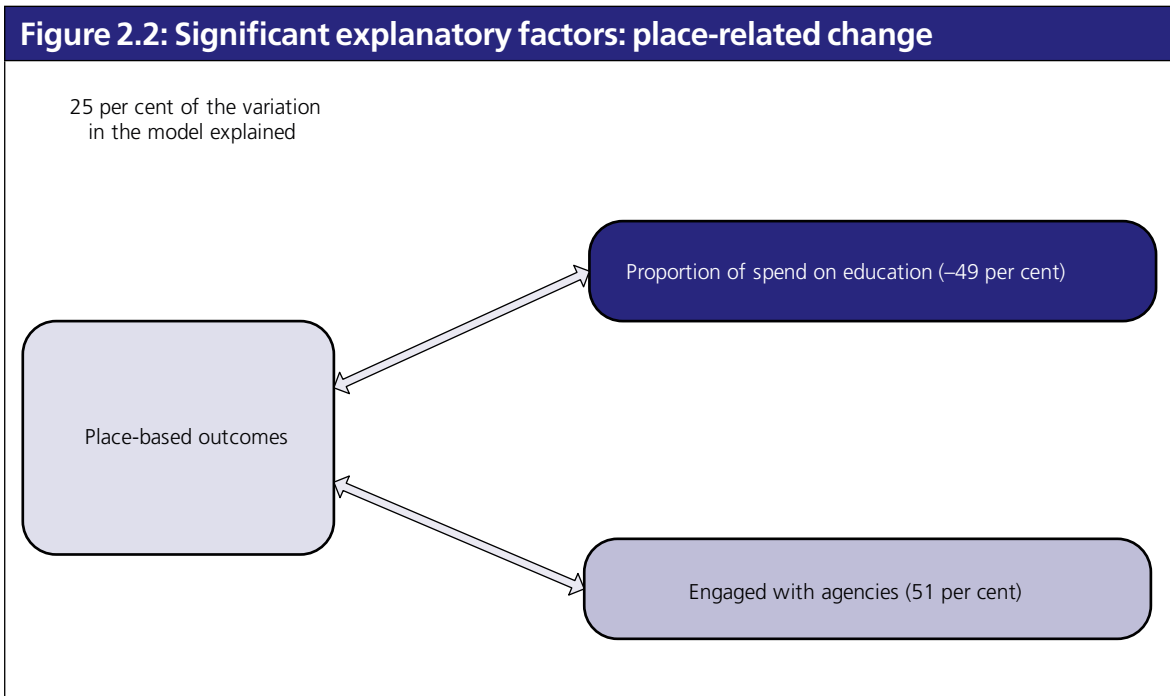 Figure 2.2: Significant explanatory factors: place-related change
25 per cent of the variation
in the model explained
Proportion of spend on education (–49 per cent)
Place-based outcomes
Engaged with agencies (51 per cent)